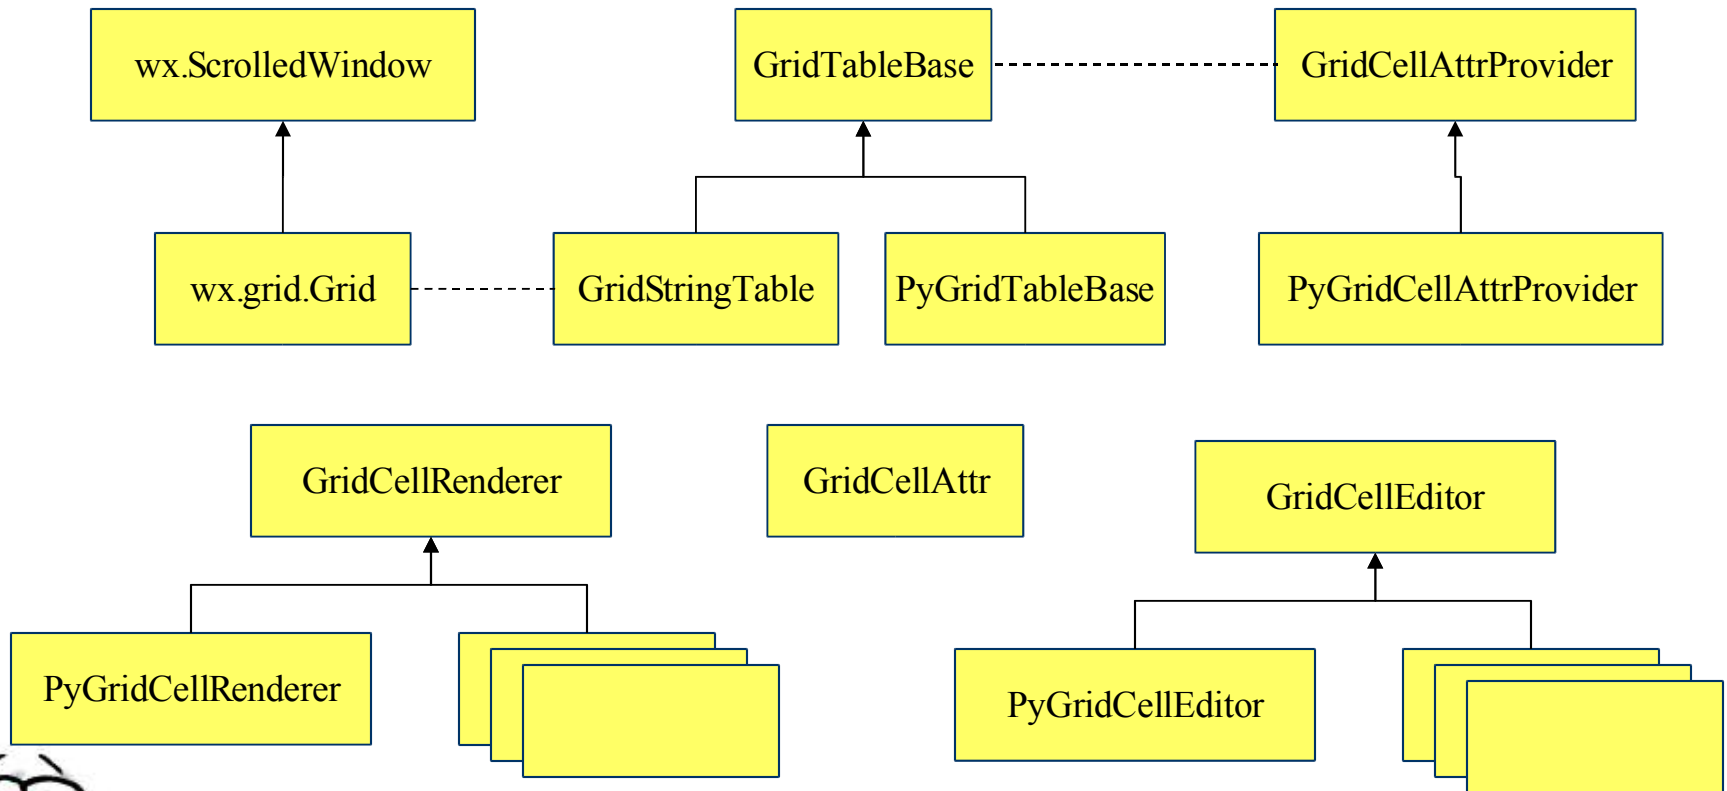 wx.ScrolledWindow
GridTableBase
GridCellAttrProvider
wx.grid.Grid
GridStringTable
PyGridTableBase
PyGridCellAttrProvider
GridCellRenderer
GridCellAttr
GridCellEditor
PyGridCellRenderer
PyGridCellEditor